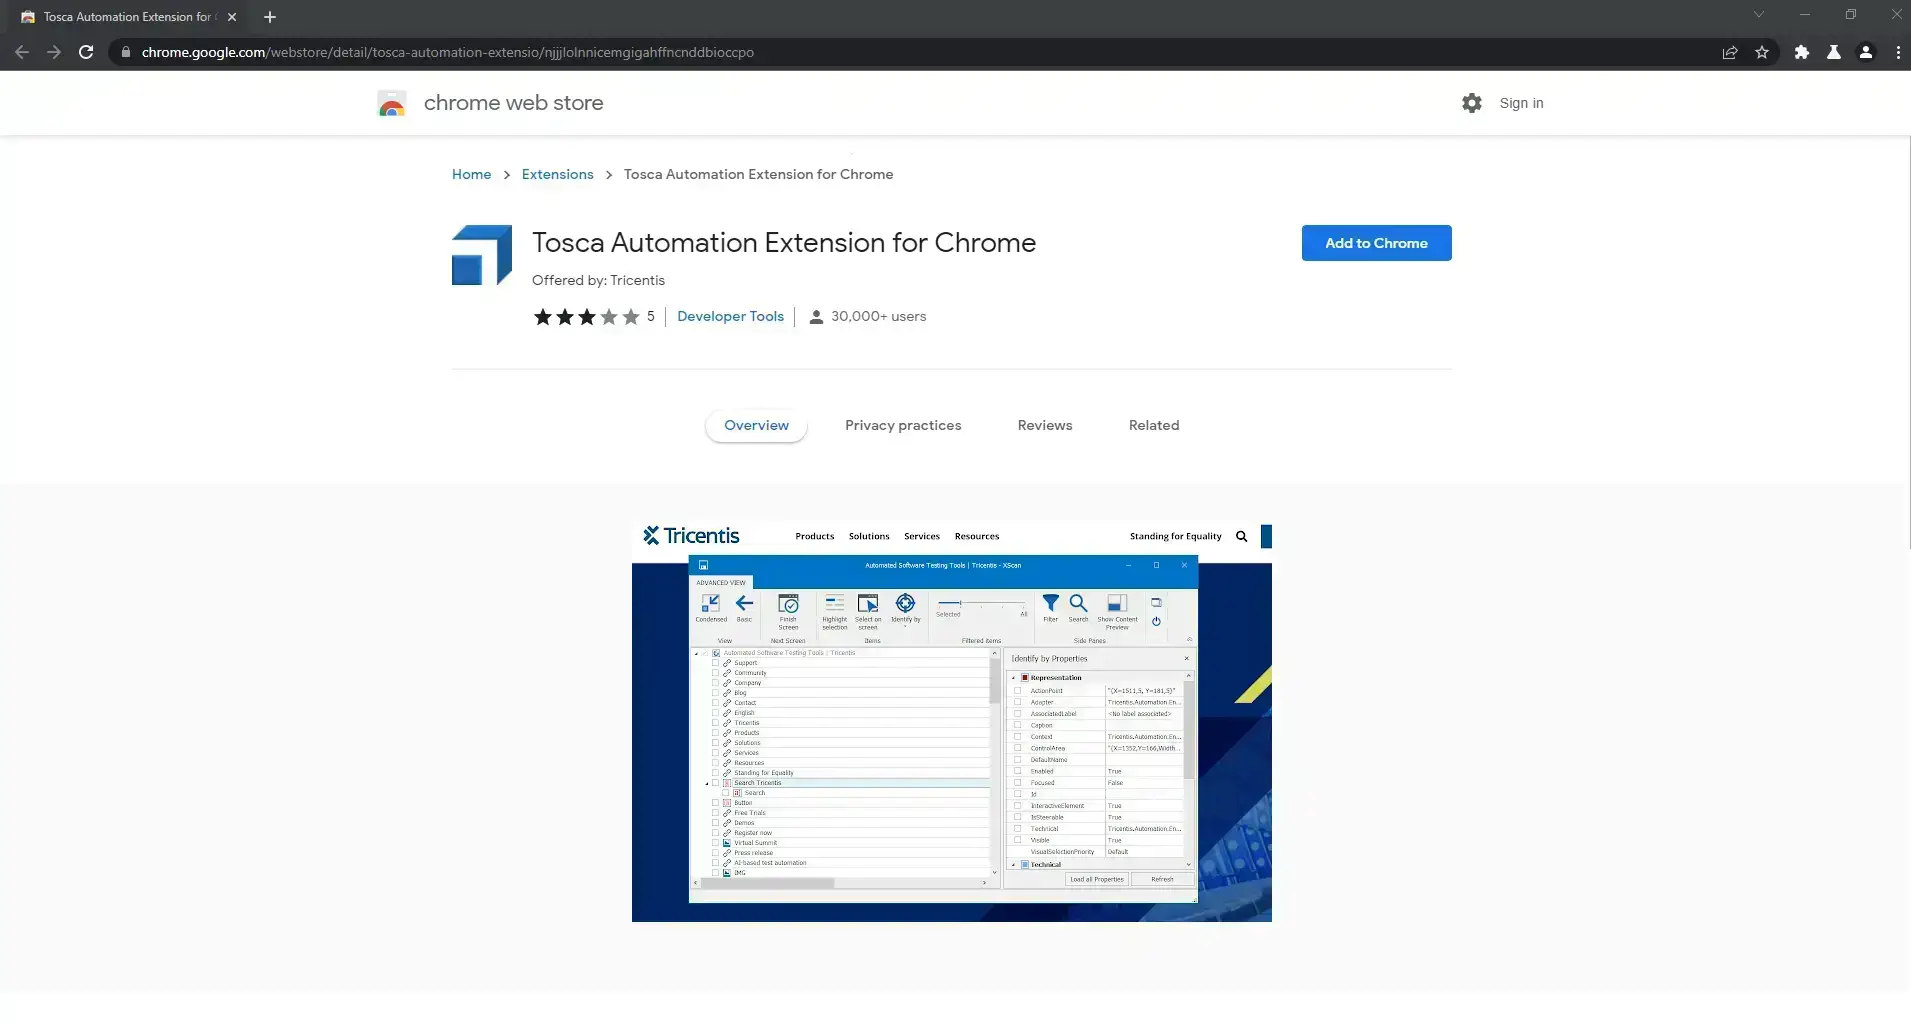 Tosca Automation Extension for
chrome.google.com/webstore/detail/tosca-automation-extensio/njjjlolnnicemgigahffncnddbioccpo
chrome web store
Sign in
Home > Extensions > Tosca Automation Extension for Chrome
Tosca Automation Extension for Chrome
Add to Chrome
Offered by: Tricentis
5 Developer Tools 30,000+ users
Overview Privacy practices Reviews Related
Tricentis Products Solutions Services Resources Standing for Equality
Automated Software Testing Tools | Tricentis - XScan
ADVANCED VIEW
Condensed Basic Finish Screen Highlight selection Select on screen Identify by Selected All Filter Search Show Content Preview
View Next Screen Items Filtered items Side Panes
Automated Software Testing Tools | Tricentis
Support
Community
Company
Blog
Contact
English
Tricentis
Products
Solutions
Services
Resources
Standing for Equality
Search Tricentis
Search
Button
Free Trials
Demos
Register now
Virtual Summit
Press release
AI-based test automation
IMG
Identify by Properties
Representation
ActionPoint "{X=1511,5, Y=181,5}"
Adapter Tricentis.Automation.En...
AssociatedLabel <No label associated>
Caption
Context Tricentis.Automation.En...
ControlArea "{X=1352,Y=166,Width...
DefaultName
Enabled True
Focused False
Id
InteractiveElement True
IsSteerable True
Technical Tricentis.Automation.En...
Visible True
VisualSelectionPriority Default
Technical
Load all Properties Refresh